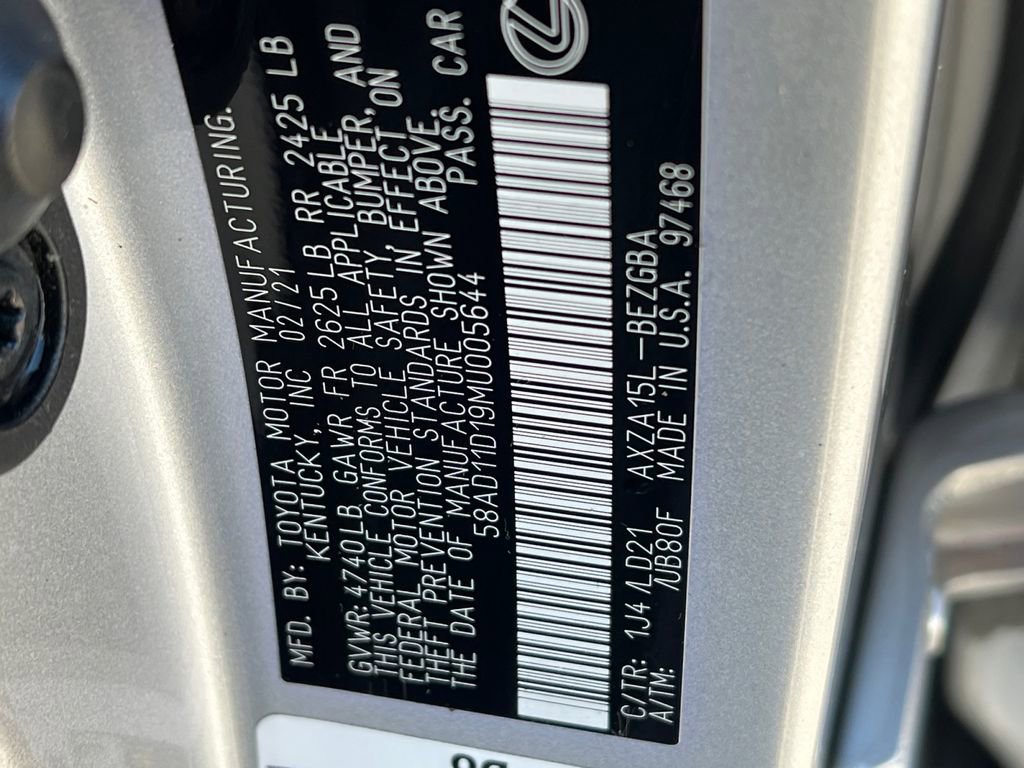 MFD. BY: TOYOTA MOTOR MANUFACTURING.
KENTUCKY, INC 02/21
GVWR: 4740LB GAWR FR 2625LB RR 2425 LB
THIS VEHICLE CONFORMS TO ALL APPLICABLE
FEDERAL MOTOR VEHICLE SAFETY, BUMPER, AND
THEFT PREVENTION STANDARDS IN EFFECT ON
THE DATE OF MANUFACTURE SHOWN ABOVE.
58AD11D19MU005644 PASS. CAR
C/TR: 1J4 /LD21 AXZA15L-BEZGBA
A/TM: /UB80F MADE IN U.S.A. 97468